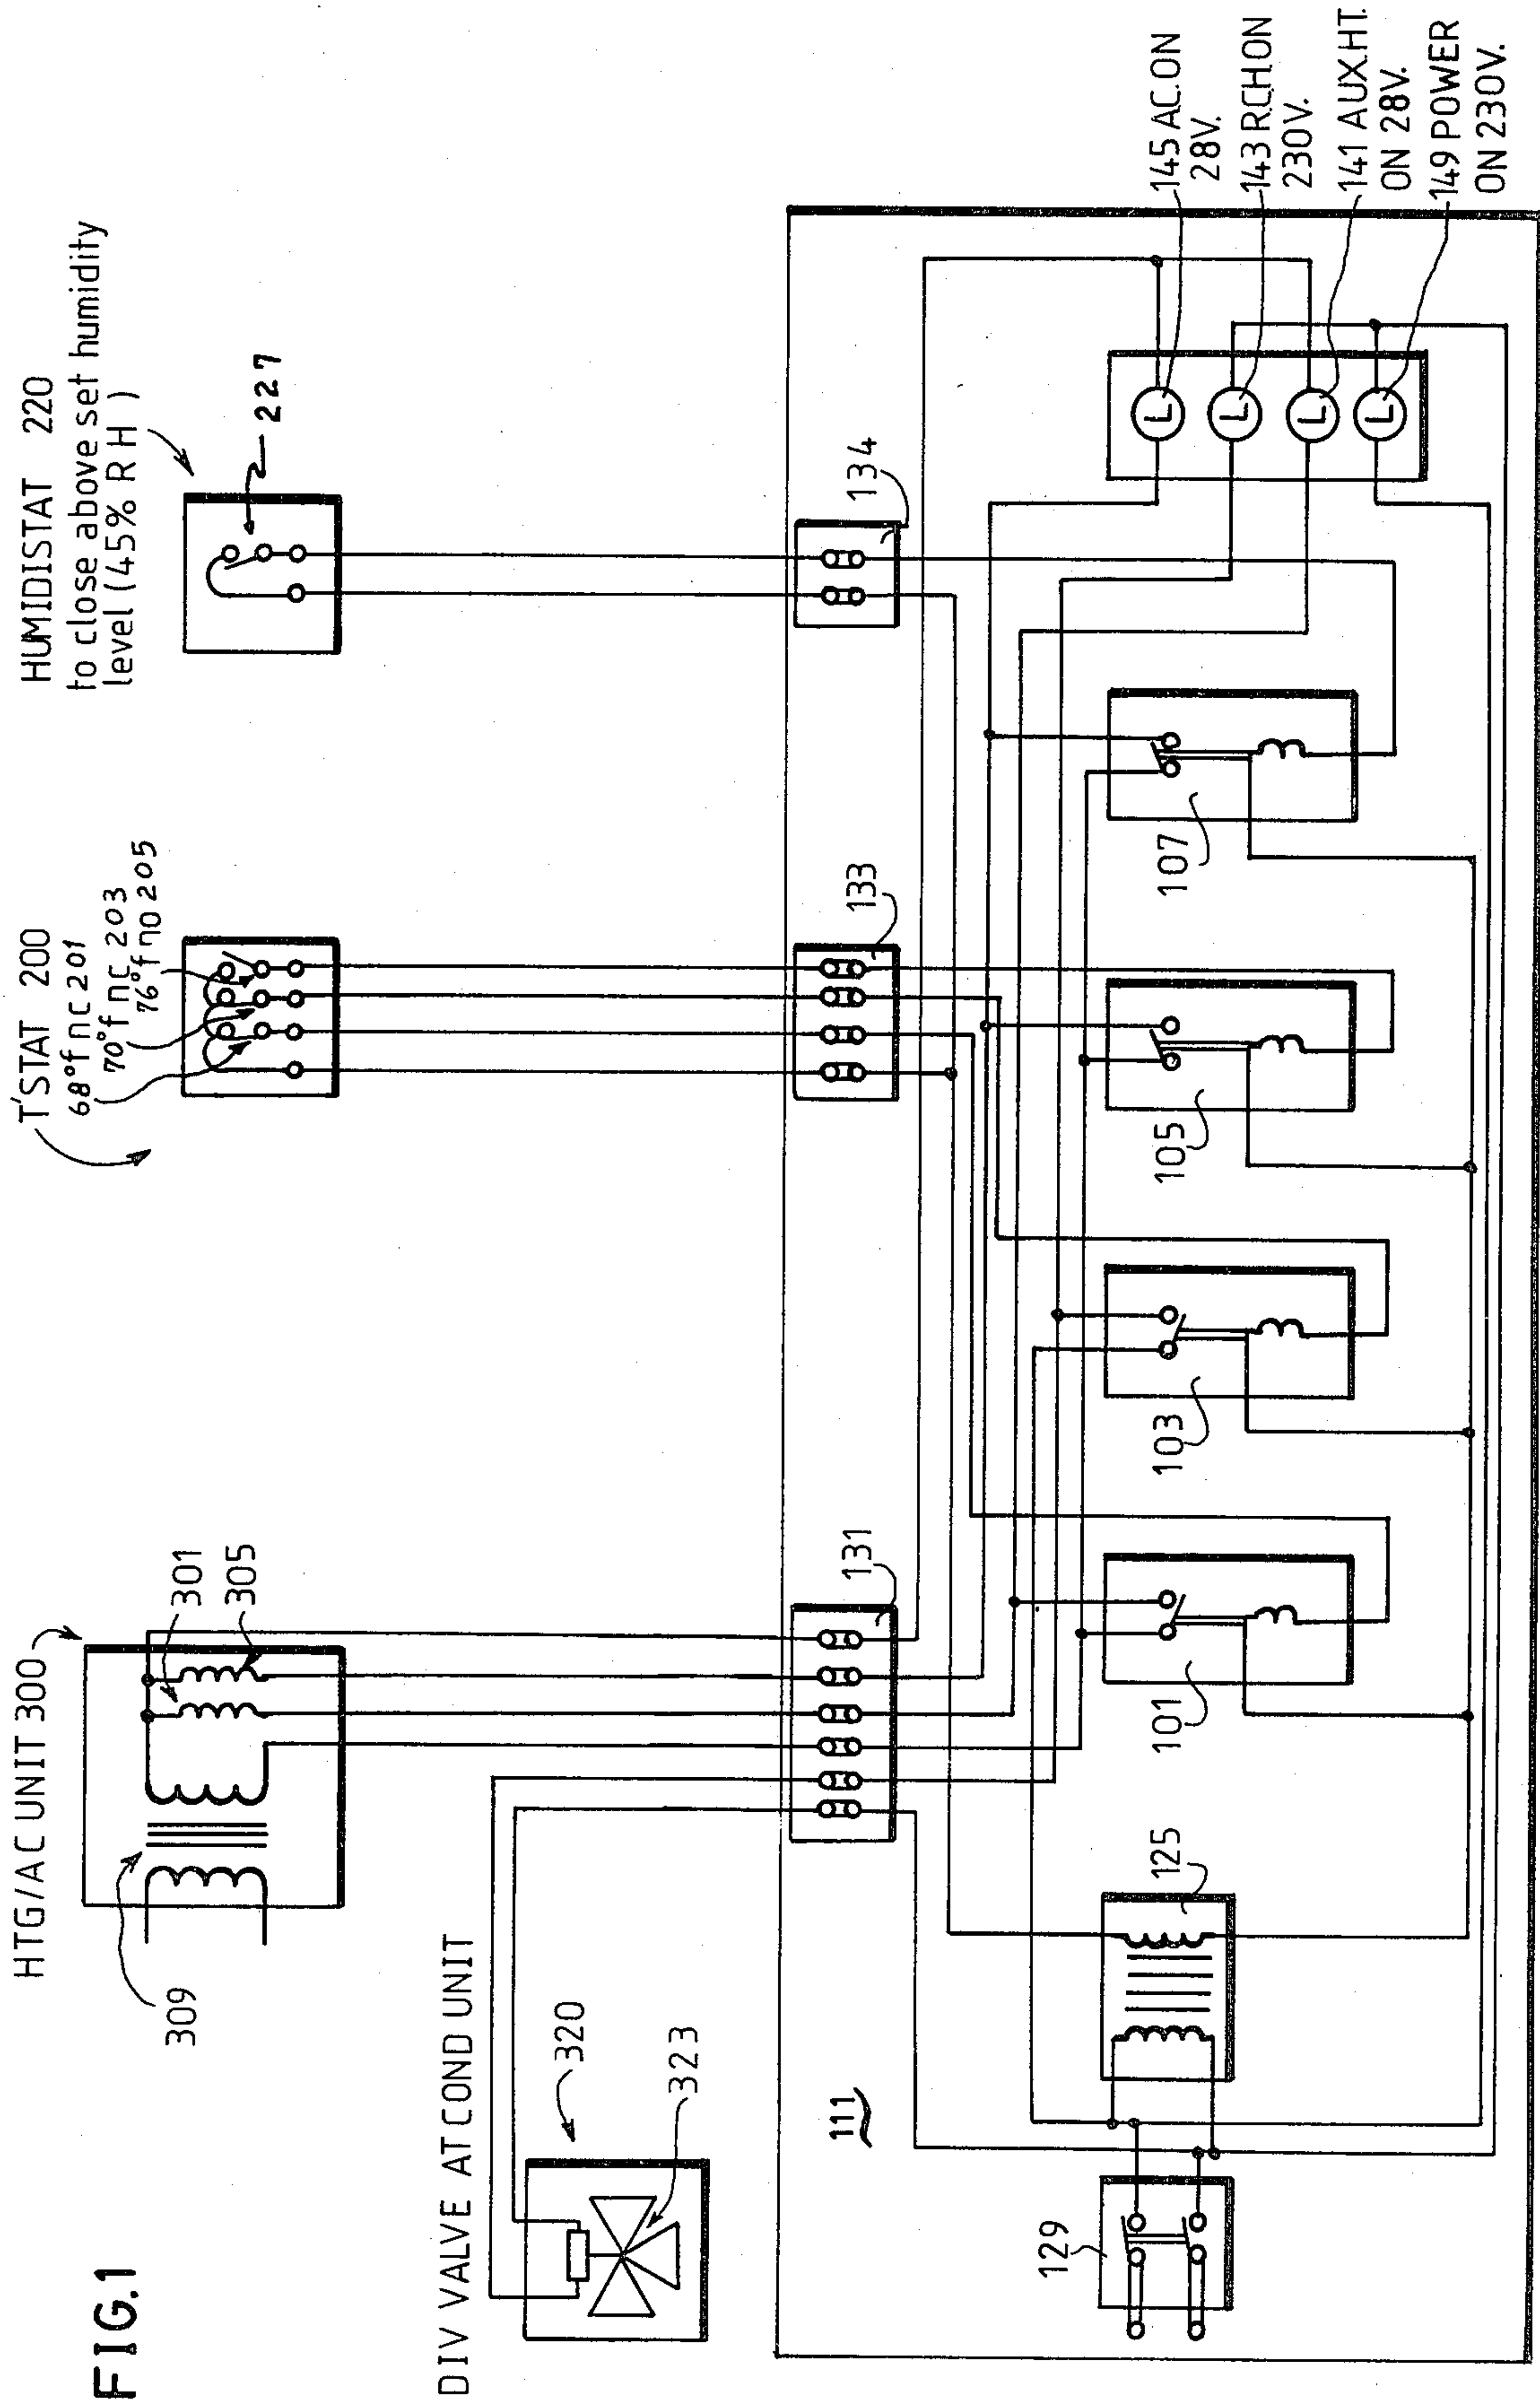 FIG.1
HTG/AC UNIT 300
301
305
309
T'STAT 200
68°f nc 201
70°f nc 203
76°f no 205
HUMIDISTAT 220
to close above set humidity
level (45% RH)
227
DIV VALVE AT COND UNIT
320
323
111
131
133
134
129
125
101
103
105
107
L
L
L
L
145 AC.ON
28V.
143 RCH.ON
230V.
141 AUX.HT.
ON 28V.
149 POWER
ON 230V.